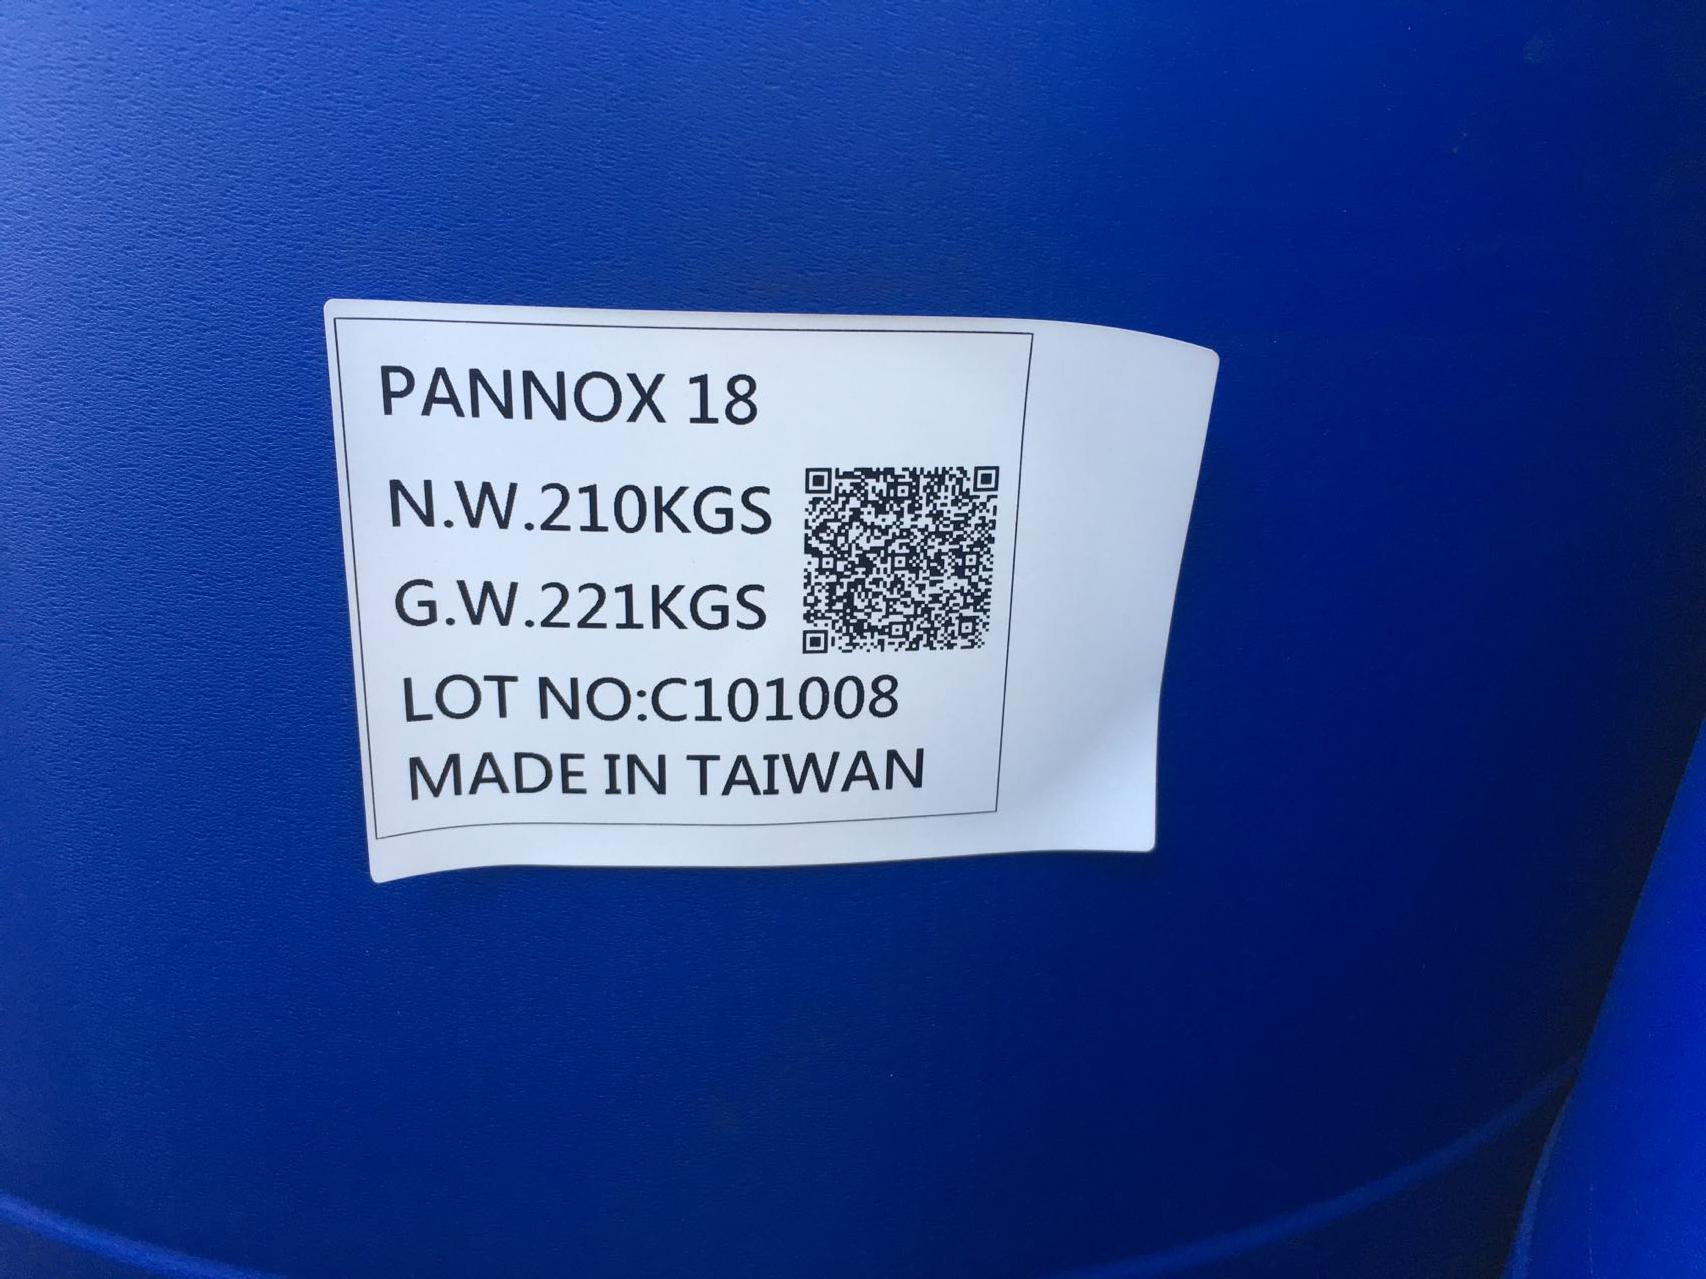 PANNOX 18
N.W.210KGS
G.W.221KGS
LOT NO:C101008
MADE IN TAIWAN